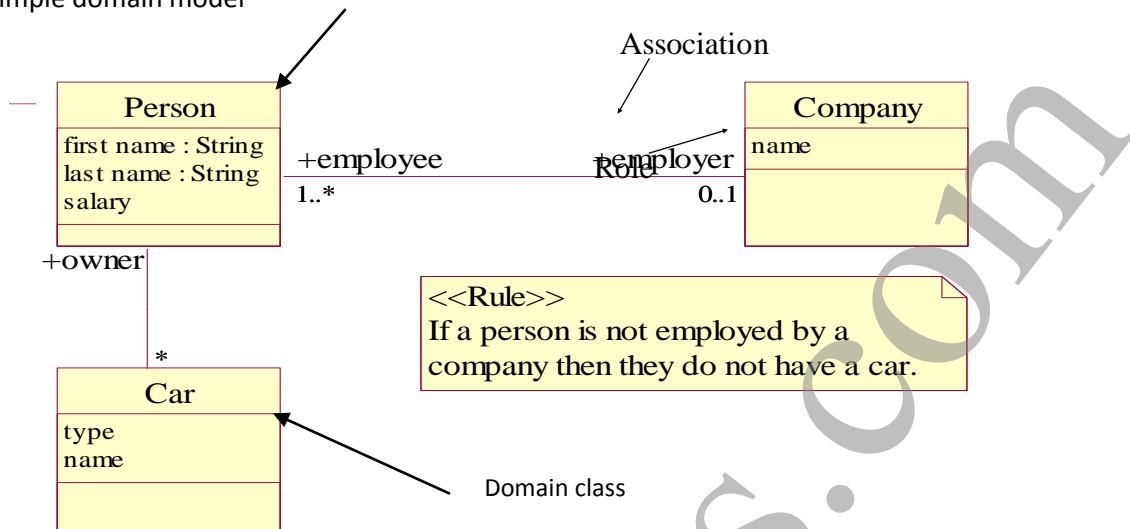 mple domain model
Association
Person
first name : String
last name : String
salary
+employee
1..*
+employer
Role
0..1
Company
name
+owner
*
<<Rule>>
If a person is not employed by a
company then they do not have a car.
Car
type
name
Domain class
s.com